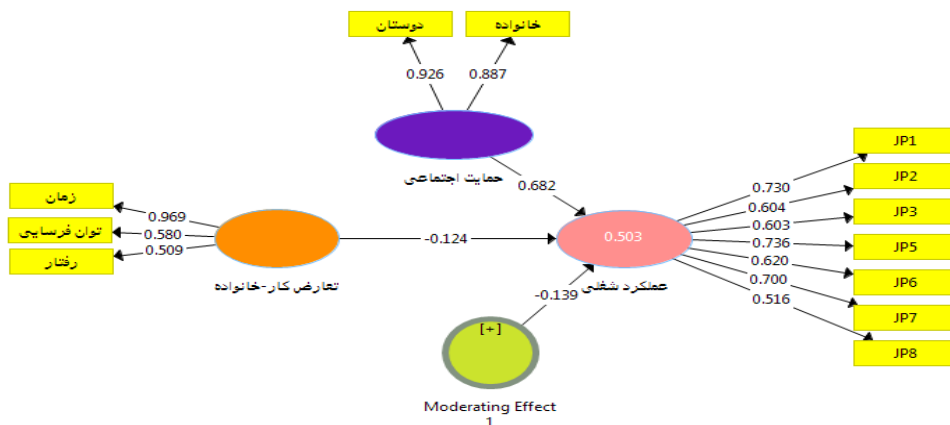 دوستان
خانواده
0.926
0.887
حمایت اجتماعی
0.682
زمان
توان فرسایی
رفتار
0.969
0.580
0.509
تعارض کار-خانواده
-0.124
0.503
عملکرد شغلی
-0.139
[+]
Moderating Effect
1
0.730
0.604
0.603
0.736
0.620
0.700
0.516
JP1
JP2
JP3
JP5
JP6
JP7
JP8